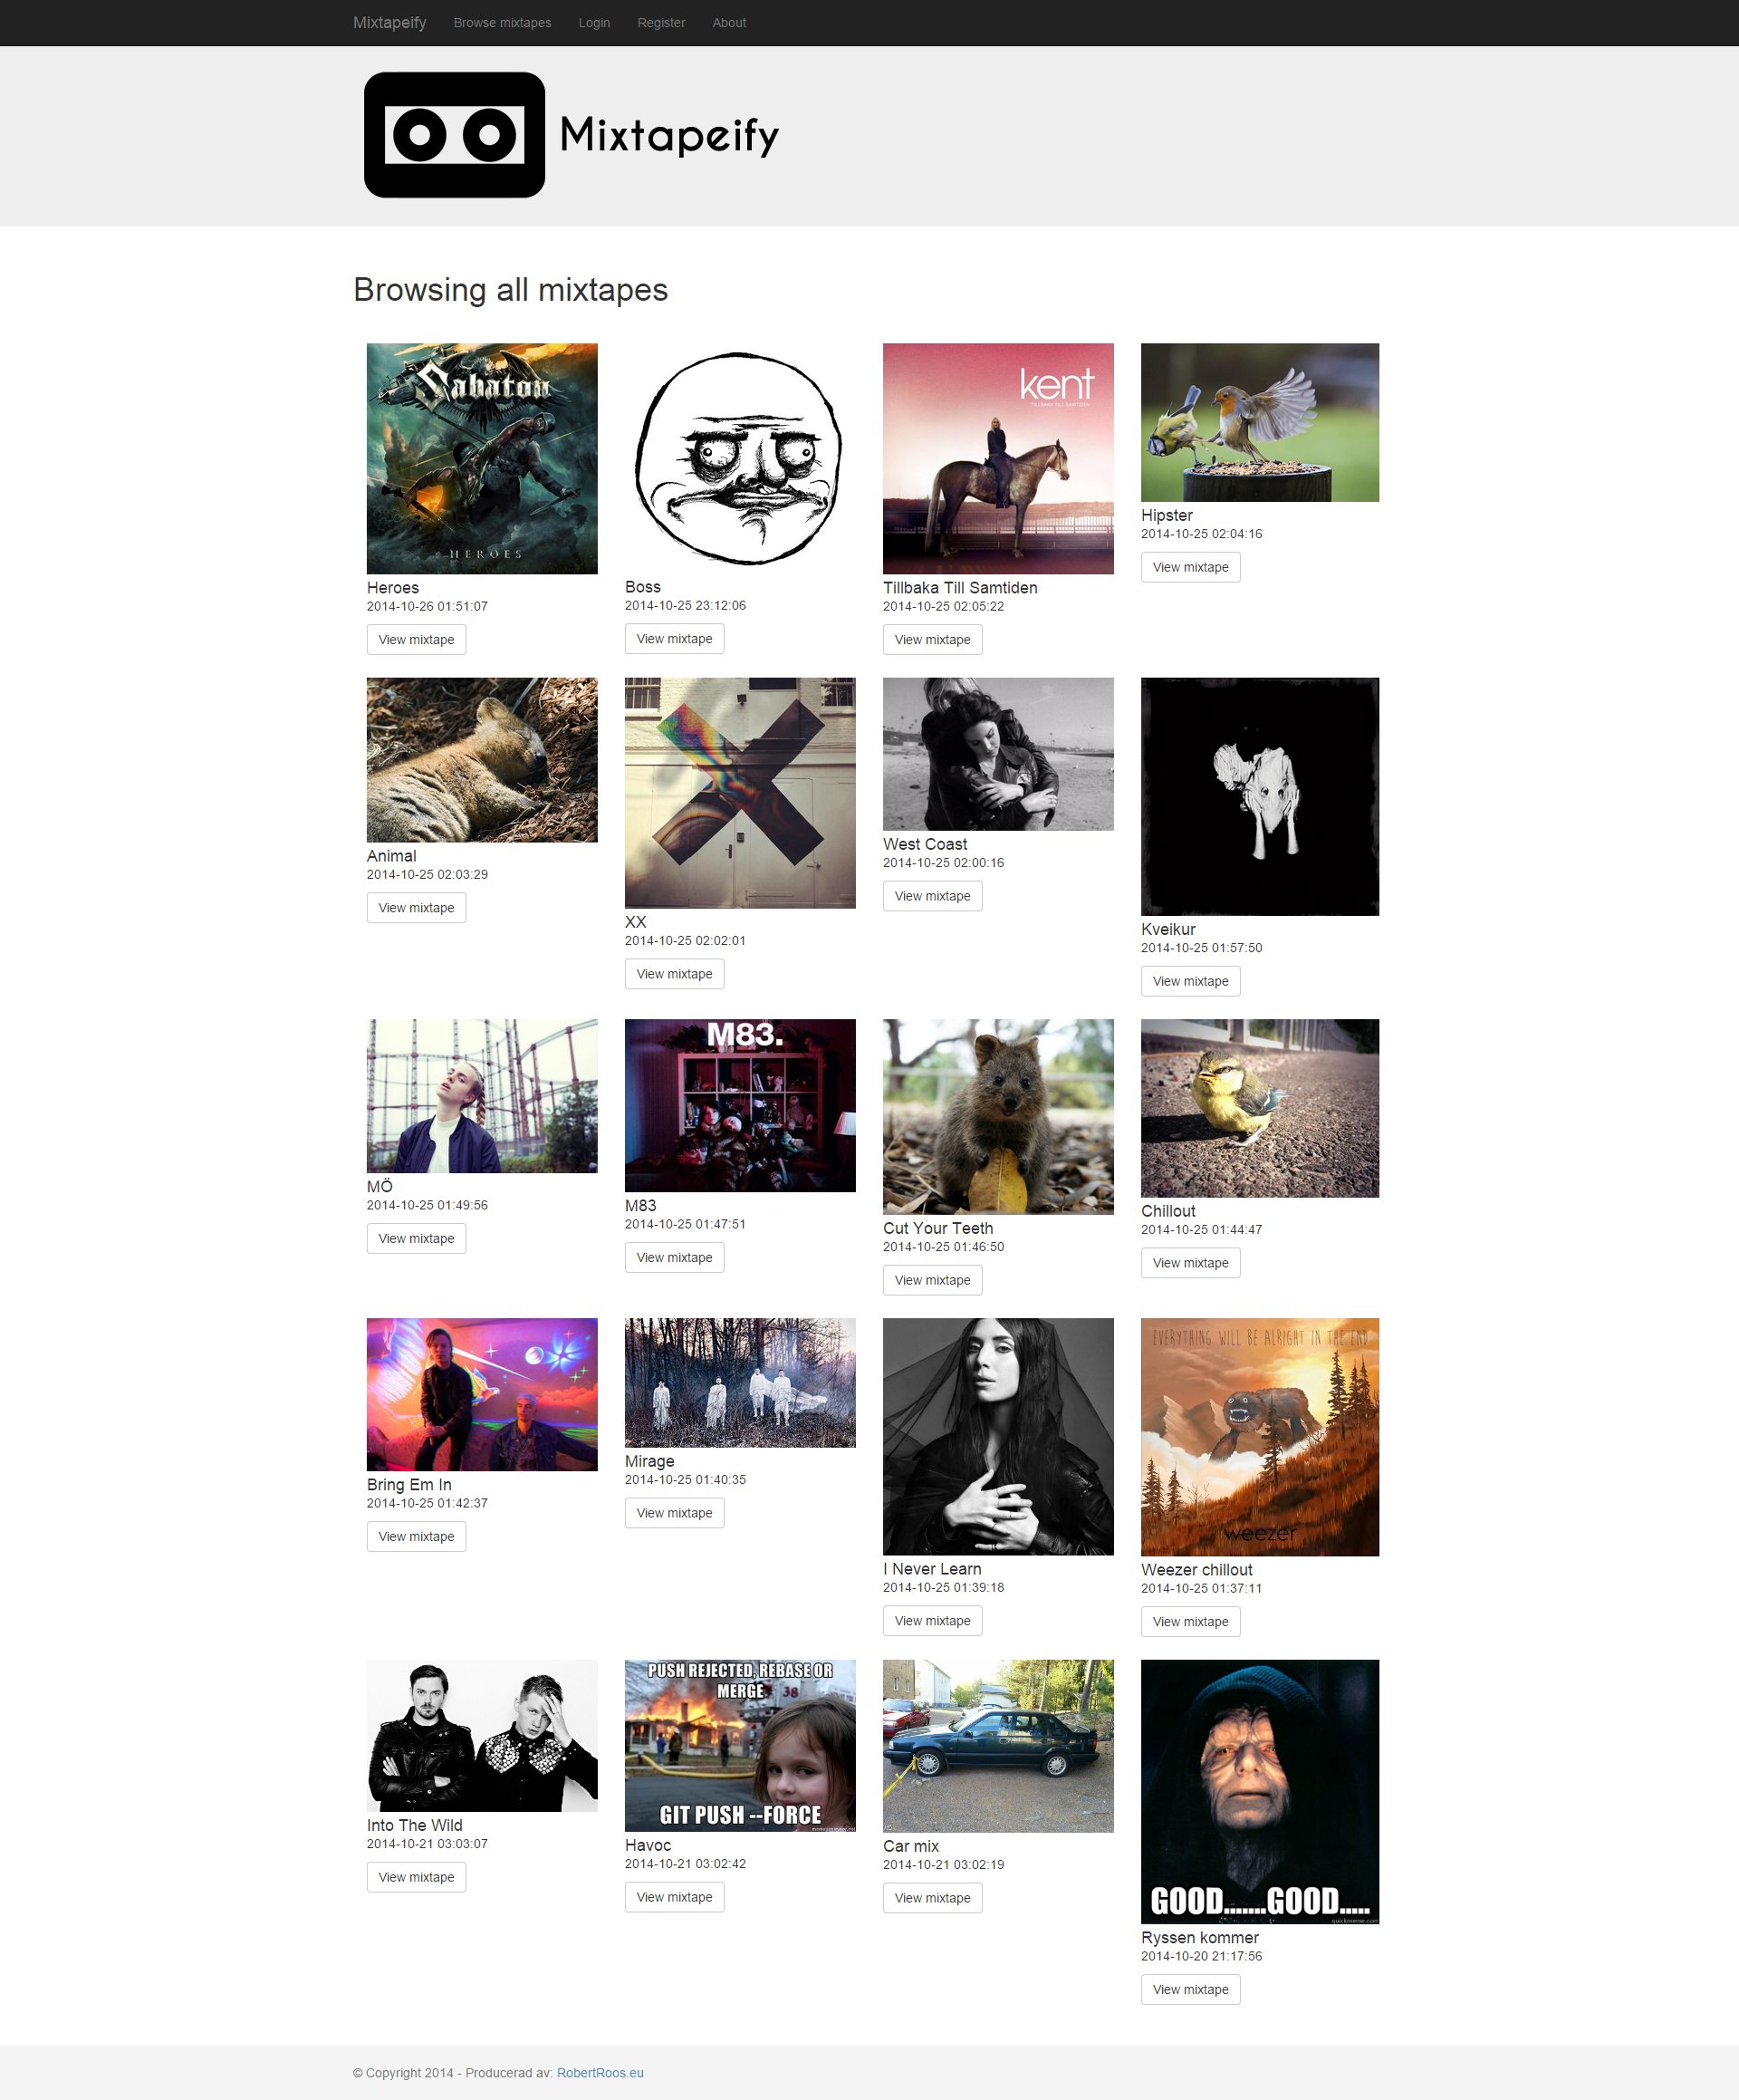 Mixtapeify Browse mixtapes Login Register About
Mixtapeify
Browsing all mixtapes
Sabaton
HEROES
Heroes
2014-10-26 01:51:07
View mixtape
Boss
2014-10-25 23:12:06
View mixtape
kent
TILLBAKA TILL SAMTIDEN
Tillbaka Till Samtiden
2014-10-25 02:05:22
View mixtape
Hipster
2014-10-25 02:04:16
View mixtape
Animal
2014-10-25 02:03:29
View mixtape
XX
2014-10-25 02:02:01
View mixtape
West Coast
2014-10-25 02:00:16
View mixtape
Kveikur
2014-10-25 01:57:50
View mixtape
MÖ
2014-10-25 01:49:56
View mixtape
M83.
M83
2014-10-25 01:47:51
View mixtape
Cut Your Teeth
2014-10-25 01:46:50
View mixtape
Chillout
2014-10-25 01:44:47
View mixtape
Bring Em In
2014-10-25 01:42:37
View mixtape
Mirage
2014-10-25 01:40:35
View mixtape
I Never Learn
2014-10-25 01:39:18
View mixtape
EVERYTHING WILL BE ALRIGHT IN THE END
weezer
Weezer chillout
2014-10-25 01:37:11
View mixtape
Into The Wild
2014-10-21 03:03:07
View mixtape
PUSH REJECTED, REBASE OR
MERGE
38
GIT PUSH --FORCE
Havoc
2014-10-21 03:02:42
View mixtape
Car mix
2014-10-21 03:02:19
View mixtape
GOOD.......GOOD.....
quickmeme.com
Ryssen kommer
2014-10-20 21:17:56
View mixtape
© Copyright 2014 - Producerad av: RobertRoos.eu